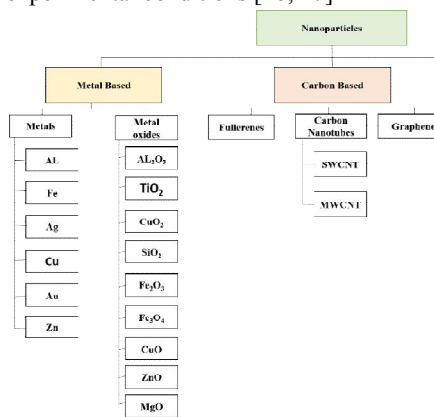 Nanoparticles
Metal Based
Carbon Based
Metals
Metal
oxides
Fullerenes
Carbon
Nanotubes
Graphene
AL
Fe
Ag
Cu
Au
Zn
AL₂O₃
TiO₂
CuO₂
SiO₂
Fe₂O₃
Fe₃O₄
CuO
ZnO
MgO
SWCNT
MWCNT